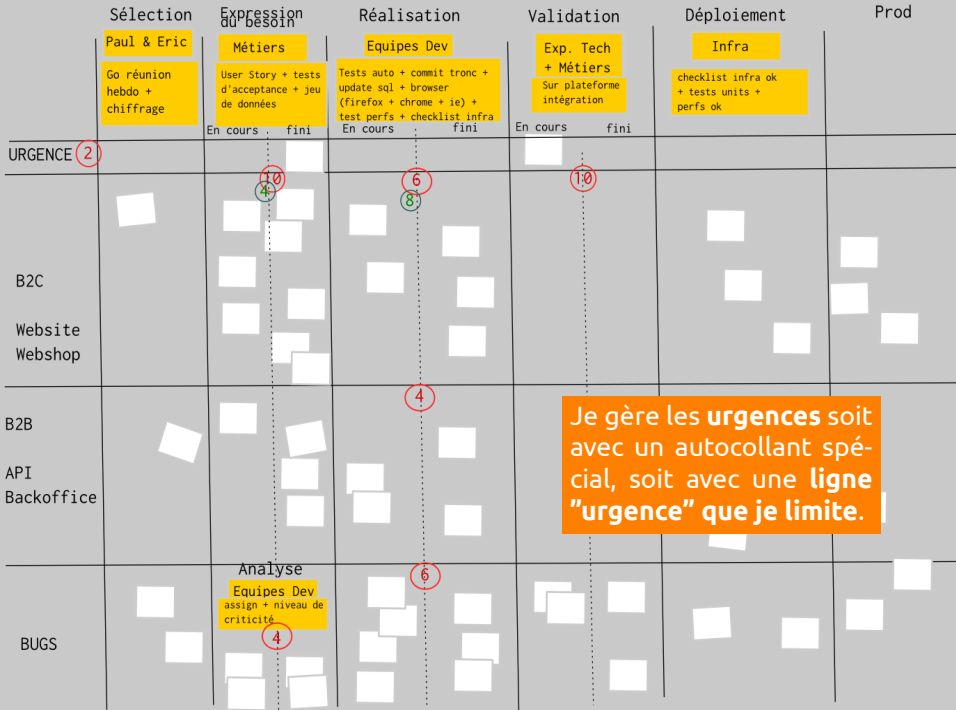 Sélection
Expression
du besoin
Réalisation
Validation
Déploiement
Prod
Paul & Eric
Métiers
Equipes Dev
Exp. Tech
+ Métiers
Infra
Go réunion
hebdo +
chiffrage
User Story + tests
d'acceptance + jeu
de données
Tests auto + commit tronc +
update sql + browser
(firefox + chrome + ie) +
test perfs + checklist infra
Sur plateforme
intégration
checklist infra ok
+ tests units +
perfs ok
En cours fini
En cours fini
En cours fini
URGENCE 2
10
4
6
8
10
B2C
Website
Webshop
4
B2B
API
Backoffice
Je gère les urgences soit
avec un autocollant spé-
cial, soit avec une ligne
"urgence" que je limite.
Analyse
Equipes Dev
assign + niveau de
criticité
4
6
BUGS